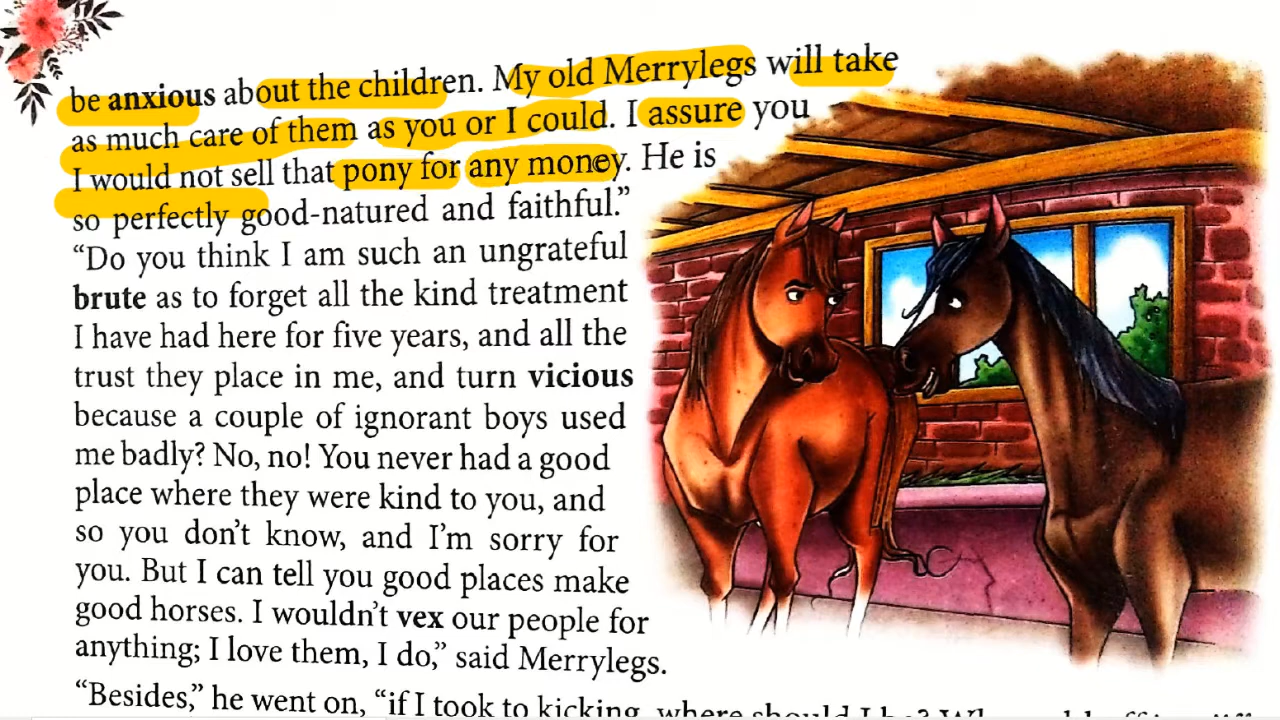 be anxious about the children. My old Merrylegs will take
as much care of them as you or I could. I assure you
I would not sell that pony for any money. He is
so perfectly good-natured and faithful.”
“Do you think I am such an ungrateful
brute as to forget all the kind treatment
I have had here for five years, and all the
trust they place in me, and turn vicious
because a couple of ignorant boys used
me badly? No, no! You never had a good
place where they were kind to you, and
so you don’t know, and I’m sorry for
you. But I can tell you good places make
good horses. I wouldn’t vex our people for
anything; I love them, I do,” said Merrylegs.
“Besides,” he went on, “if I took to kicking, where should I be?